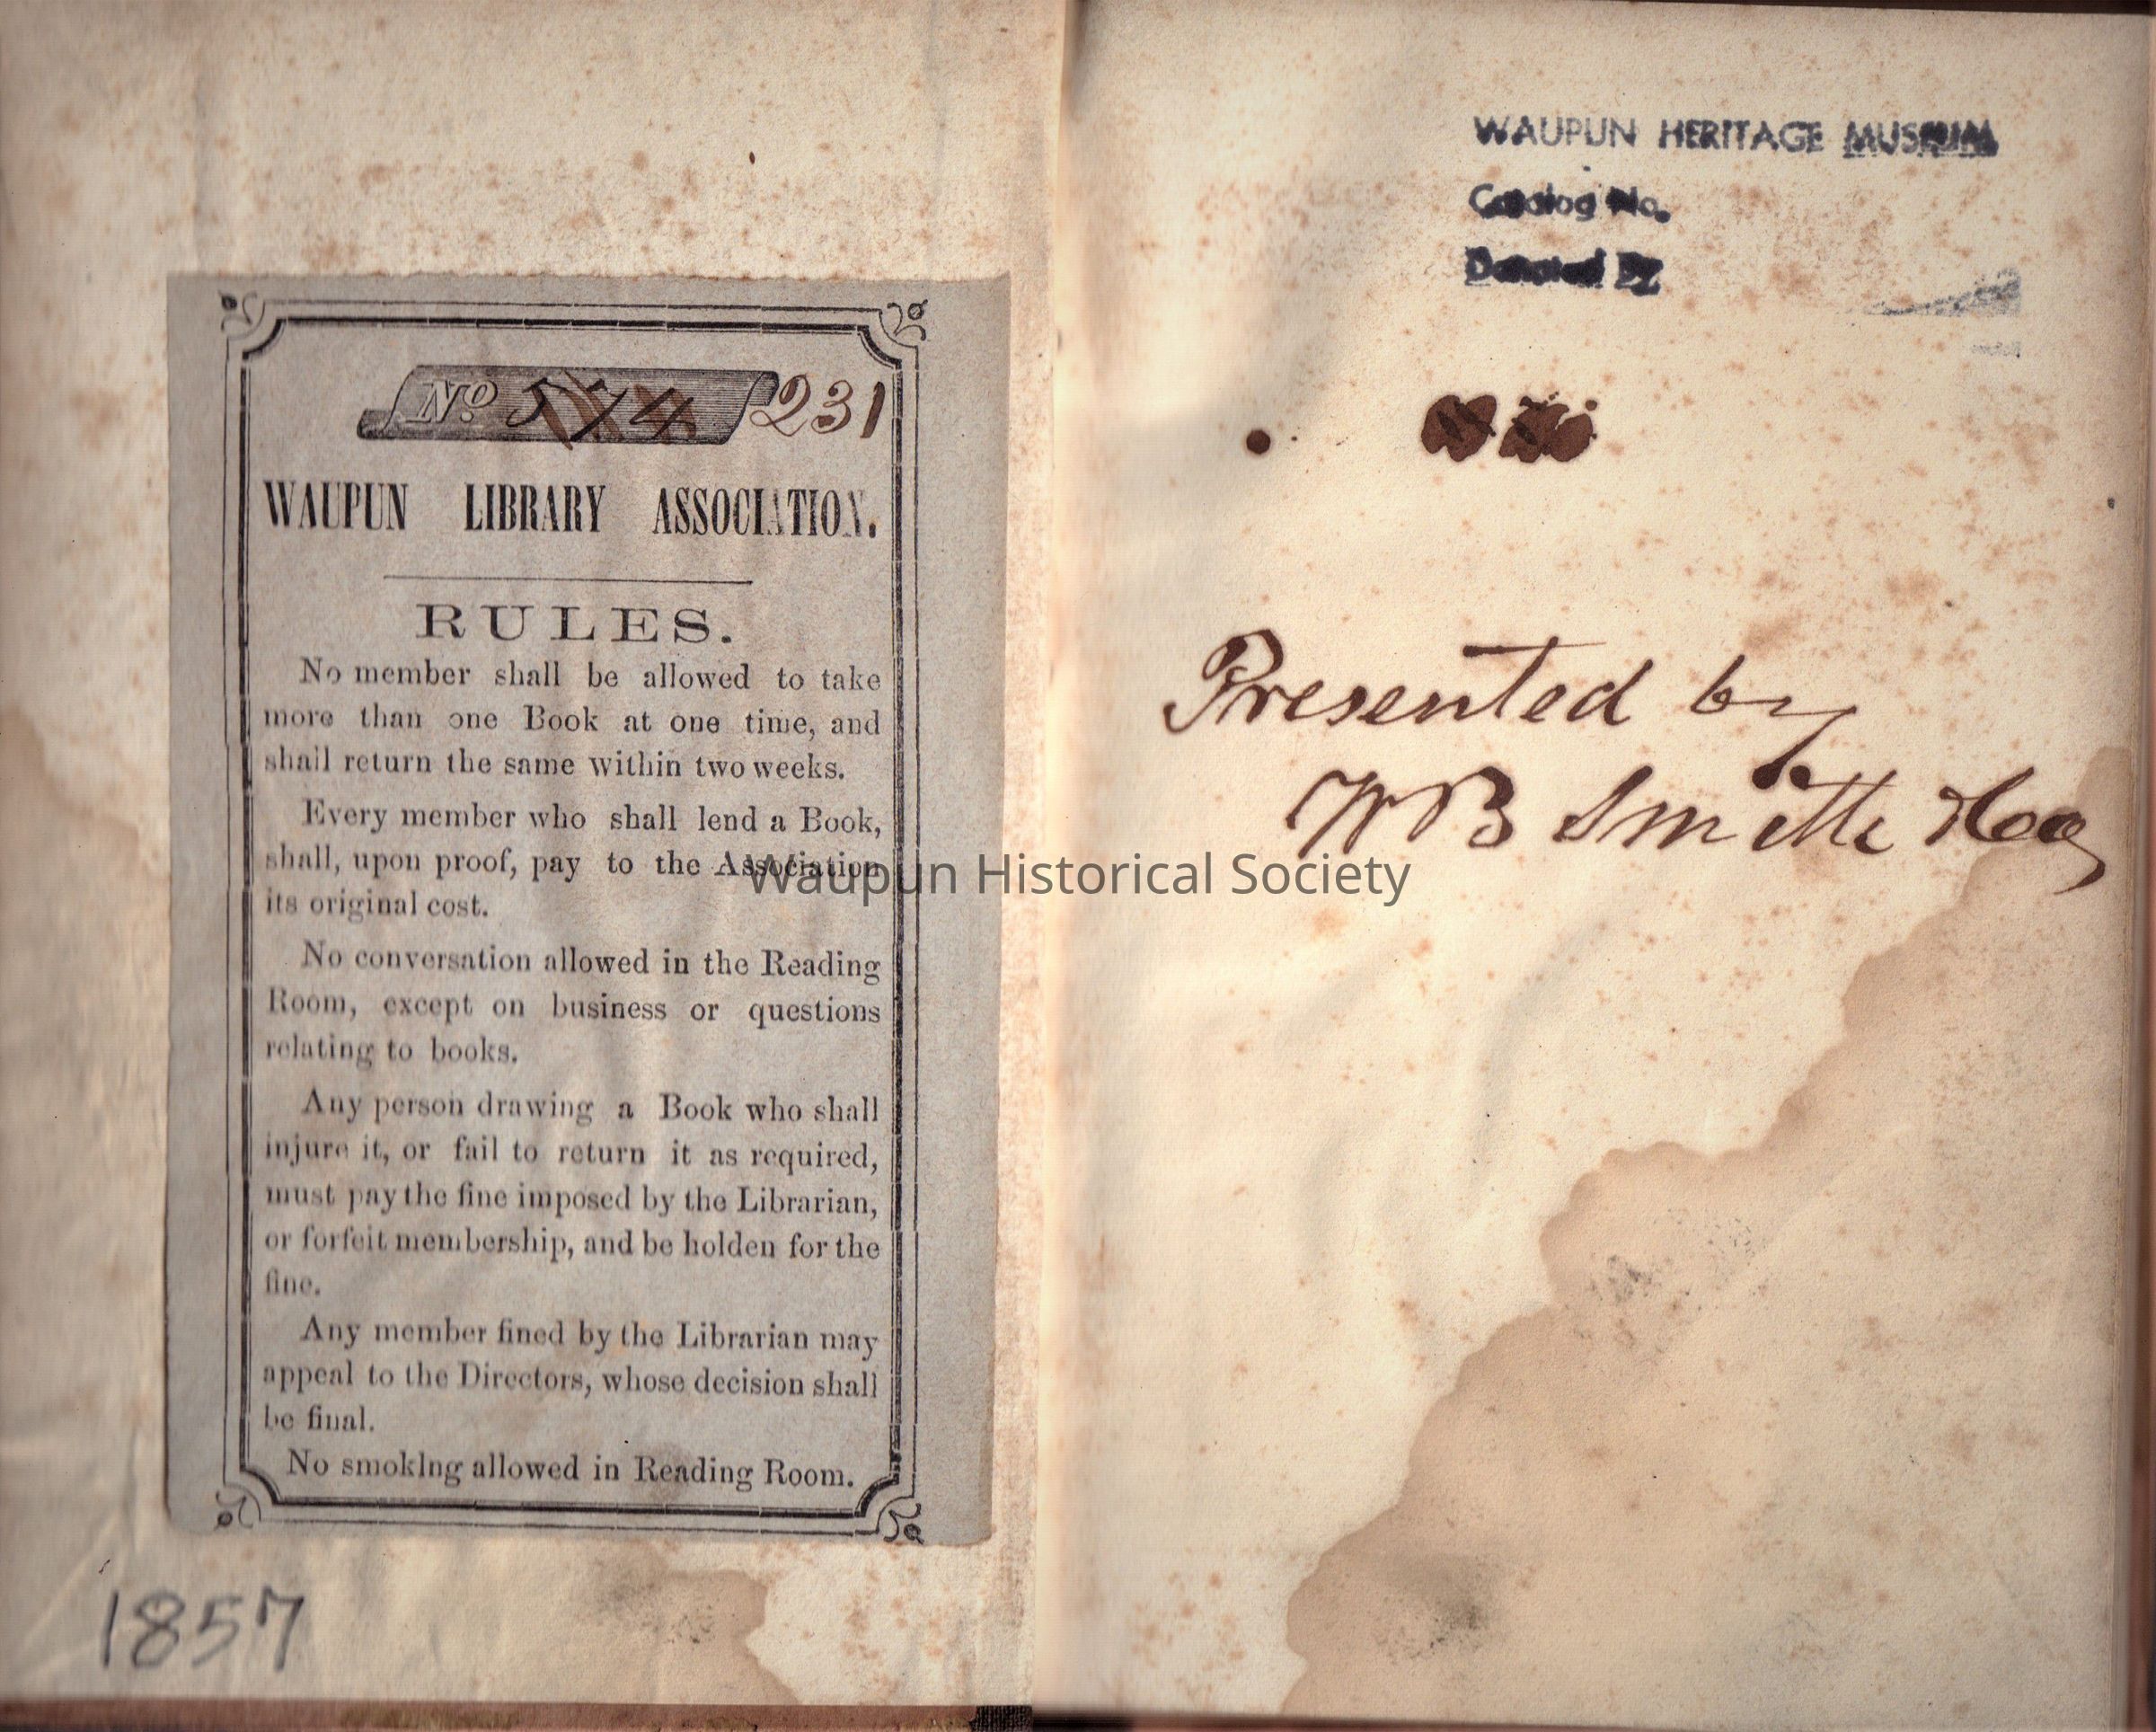 No 574 231
WAUPUN LIBRARY ASSOCIATION.
RULES.
No member shall be allowed to take
more than one Book at one time, and
shall return the same within two weeks.
Every member who shall lend a Book,
shall, upon proof, pay to the Association
its original cost.
No conversation allowed in the Reading
Room, except on business or questions
relating to books.
Any person drawing a Book who shall
injure it, or fail to return it as required,
must pay the fine imposed by the Librarian,
or forfeit membership, and be holden for the
fine.
Any member fined by the Librarian may
appeal to the Directors, whose decision shall
be final.
No smoking allowed in Reading Room.
1857
WAUPUN HERITAGE MUSEUM
Catalog No.
Donated By
Presented by
W B Smith
Waupun Historical Society